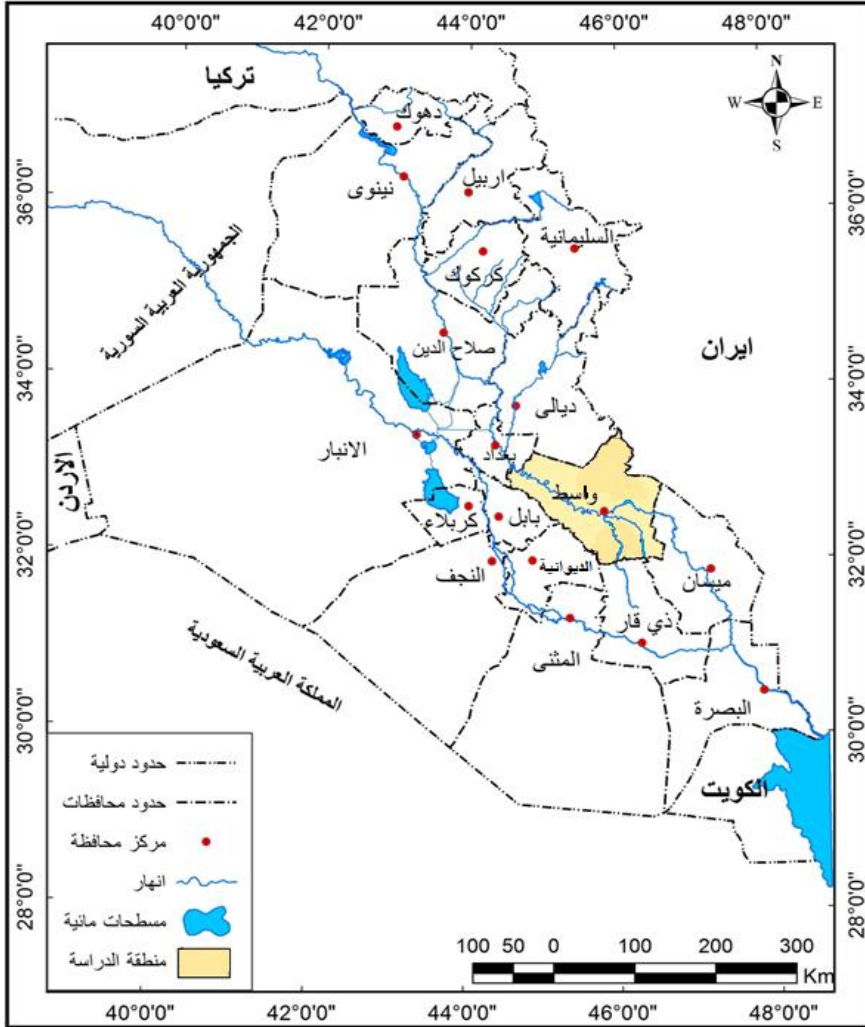 40°0'0" 42°0'0" 44°0'0" 46°0'0" 48°0'0"
N
W E
S
تركيا
دهوك
نينوى
اربيل
السليمانية
كركوك
36°0'0"
36°0'0"
الجمهورية العربية السورية
صلاح الدين
ايران
34°0'0"
34°0'0"
ديالى
الانبار
بغداد
الاردن
واسط
كربلاء
بابل
32°0'0"
32°0'0"
النجف
الديوانية
ميسان
ذي قار
المثنى
المملكة العربية السعودية
البصرة
30°0'0"
30°0'0"
الكويت
حدود دولية
حدود محافظات
مركز محافظة
انهار
مسطحات مائية
منطقة الدراسة
28°0'0"
28°0'0"
100 50 0 100 200 300
Km
40°0'0" 42°0'0" 44°0'0" 46°0'0" 48°0'0"